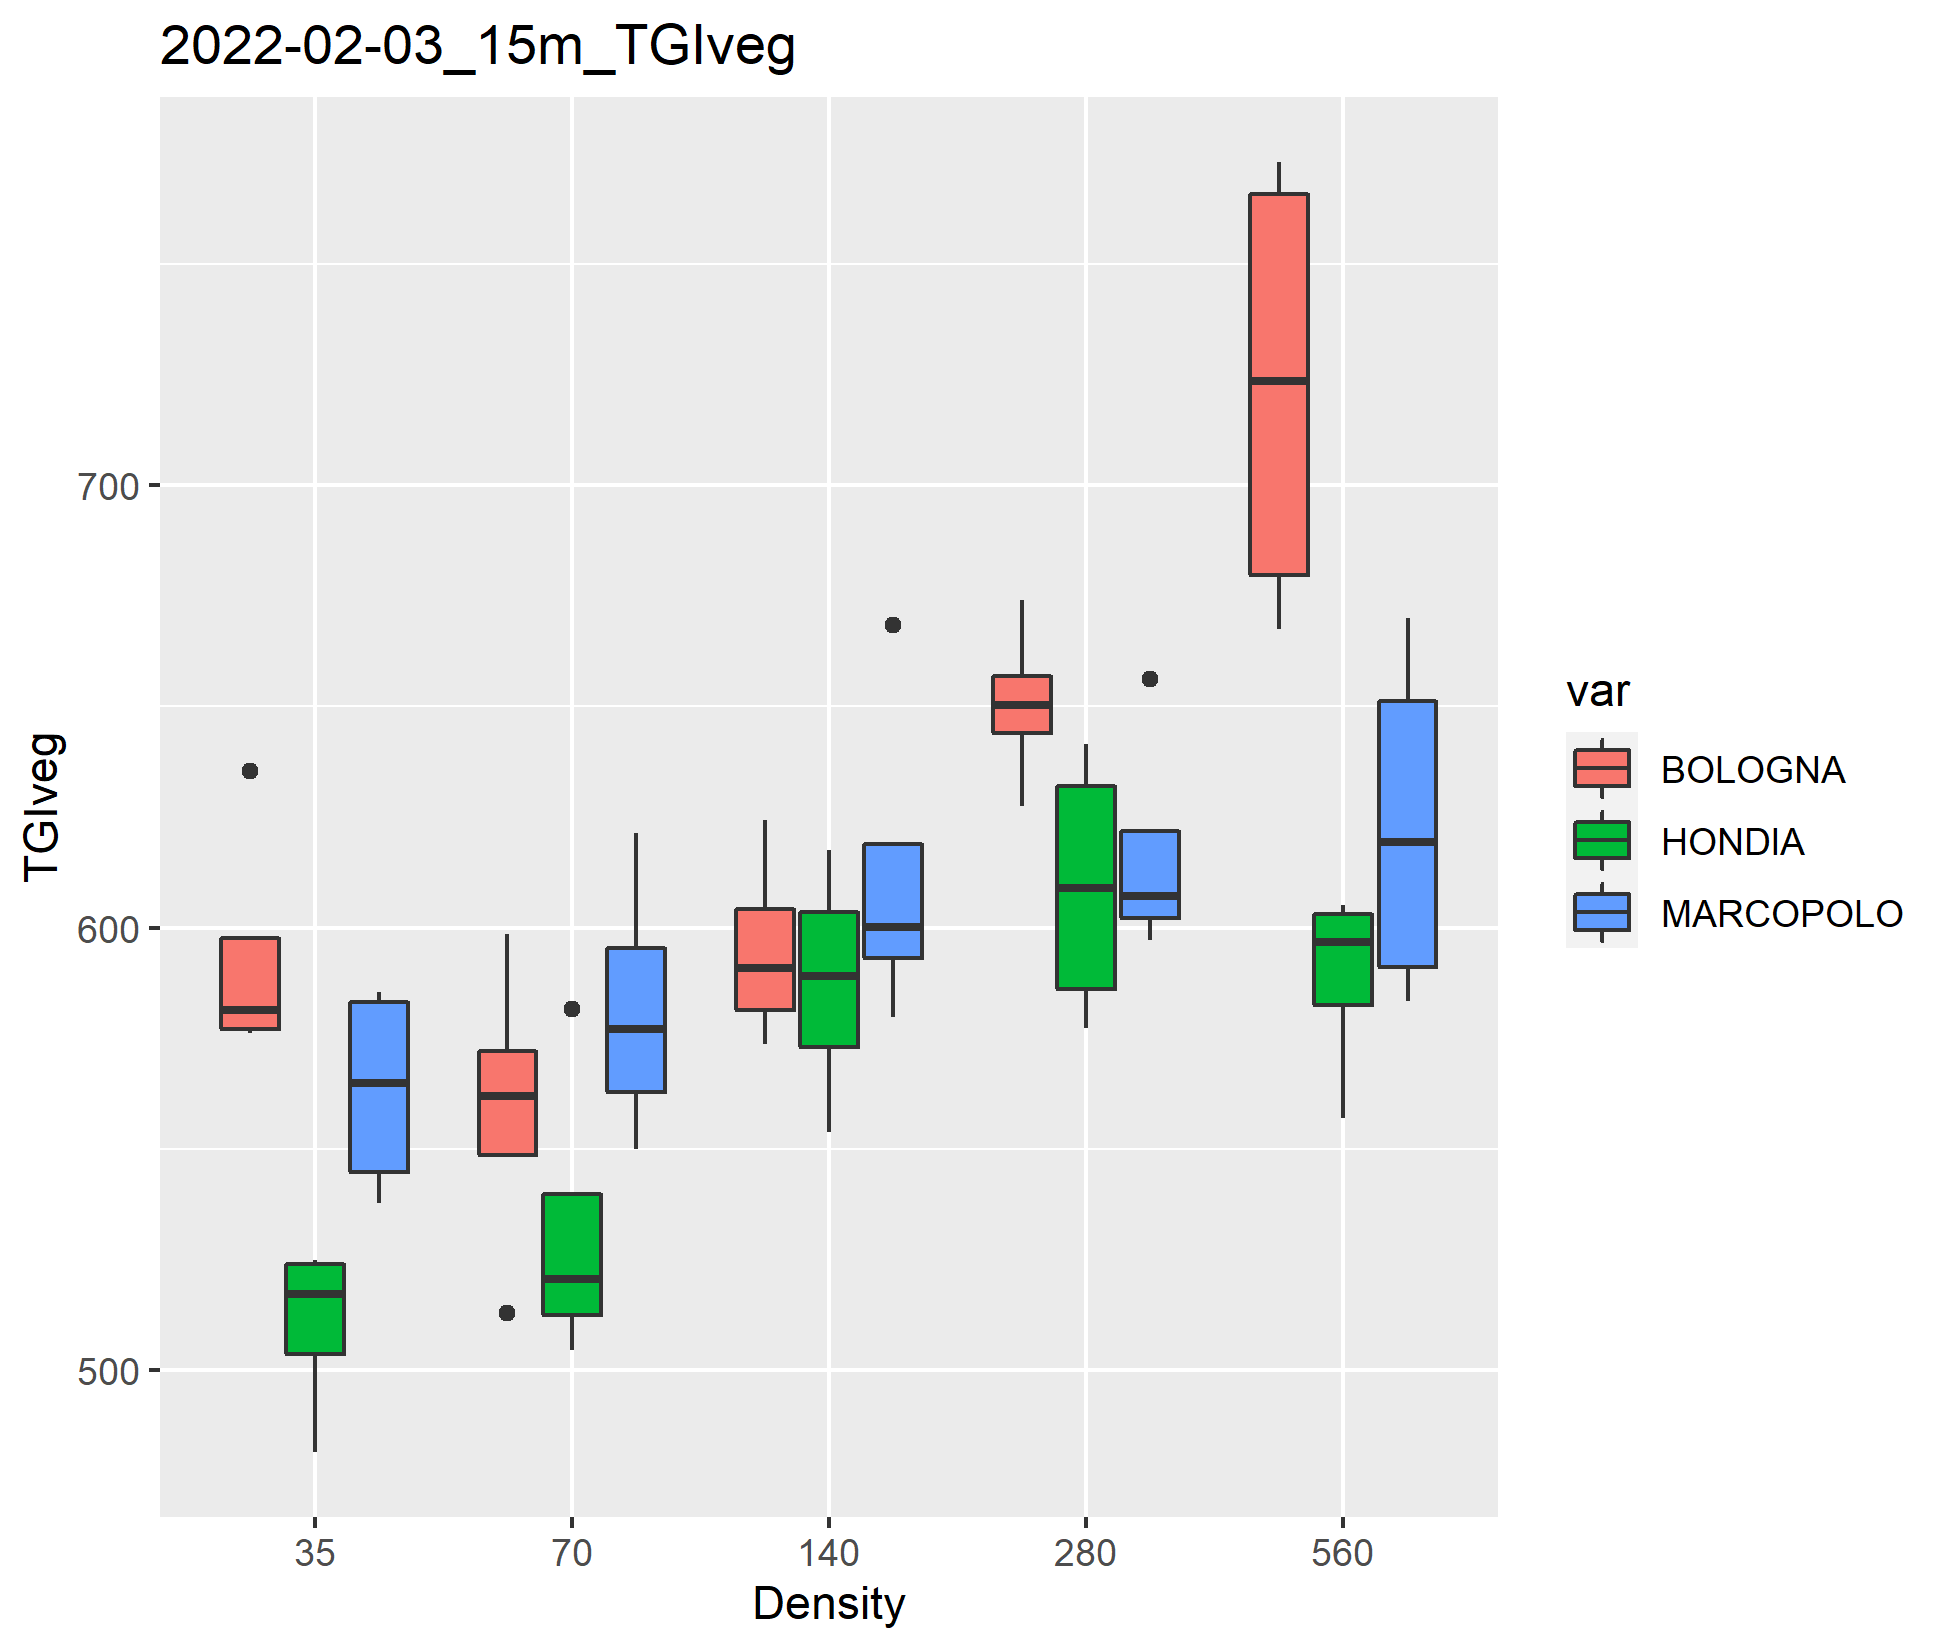 2022-02-03_15m_TGIveg
TGIveg
700
600
500
35 70 140 280 560
Density
var
BOLOGNA
HONDIA
MARCOPOLO